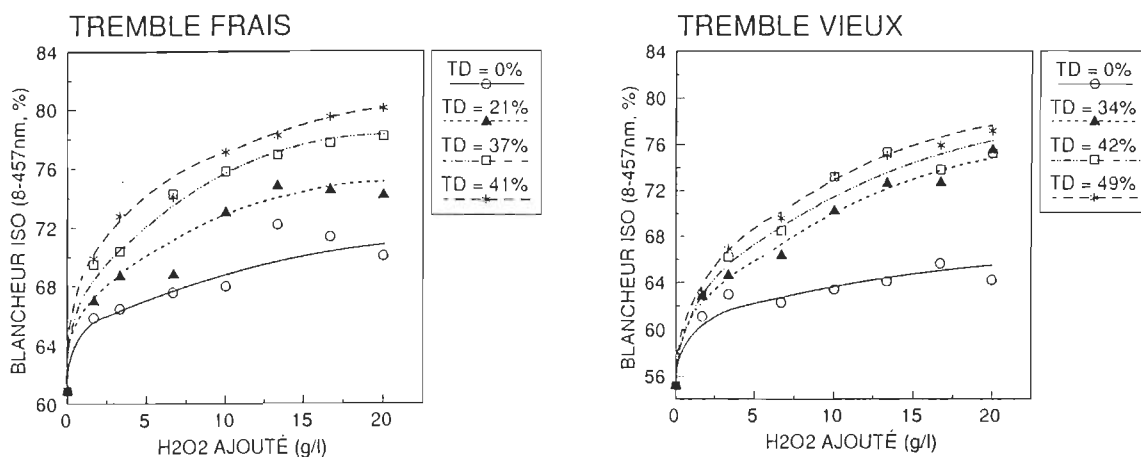 TREMBLE FRAIS
BLANCHEUR ISO (8-457nm, %)
84
80
76
72
68
64
60
0
5
10
15
20
H2O2 AJOUTÉ (g/l)
TD = 0%
TD = 21%
TD = 37%
TD = 41%
TREMBLE VIEUX
BLANCHEUR ISO (8-457nm, %)
84
80
76
72
68
64
60
56
0
5
10
15
20
H2O2 AJOUTÉ (g/l)
TD = 0%
TD = 34%
TD = 42%
TD = 49%